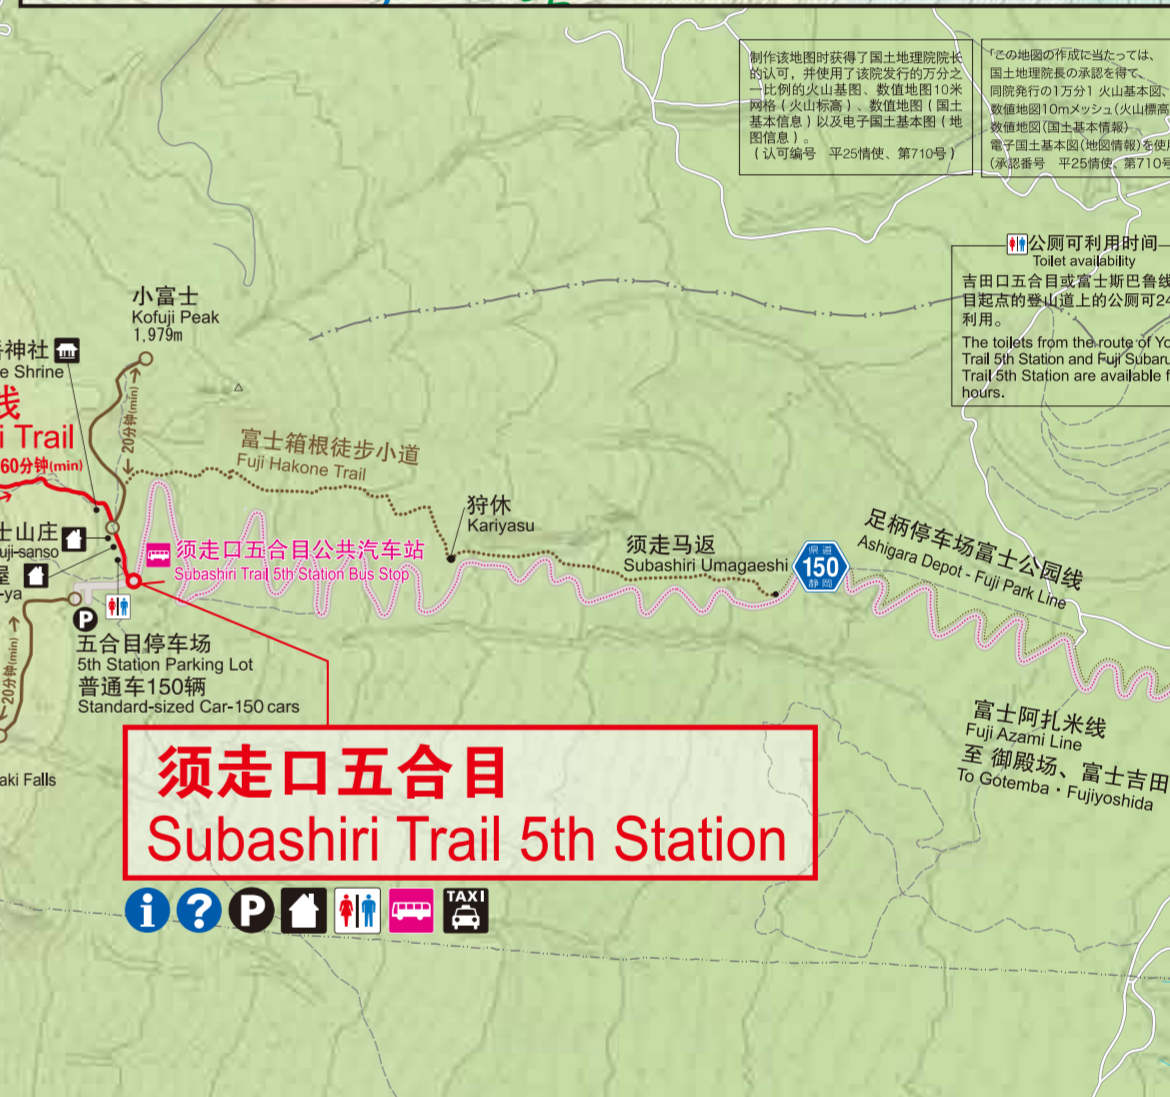 制作该地图时获得了国土地理院院长
的认可，并使用了该院发行的万分之
一比例的火山基图、数值地图10米
网格（火山标高）、数值地图（国土
基本信息）以及电子国土基本图（地
图信息）。
（认可编号　平25情使、第710号）
「この地図の作成に当たっては、
国土地理院長の承認を得て、
同院発行の1万分1 火山基本図、
数値地図10mメッシュ（火山標高
数値地図（国土基本情報）
電子国土基本図（地図情報）を使用
（承認番号　平25情使、第710号
公厕可利用时间
Toilet availability
吉田口五合目或富士斯巴鲁线
目起点的登山道上的公厕可24
利用。
The toilets from the route of Yo
Trail 5th Station and Fuji Subaru
Trail 5th Station are available f
hours.
小富士
Kofuji Peak
1,979m
神社
e Shrine
线
i Trail
60分钟(min)
20分钟(min)
富士箱根徒步小道
Fuji Hakone Trail
狩休
Kariyasu
士山庄
uji-sanso
屋
-ya
须走口五合目公共汽车站
Subashiri Trail 5th Station Bus Stop
须走马返
Subashiri Umagaeshi
県道
150
静岡
足柄停车场富士公园线
Ashigara Depot - Fuji Park Line
P
五合目停车场
5th Station Parking Lot
普通车150辆
Standard-sized Car-150 cars
20分钟(min)
aki Falls
富士阿扎米线
Fuji Azami Line
至 御殿场、富士吉田
To Gotemba・Fujiyoshida
须走口五合目
Subashiri Trail 5th Station
i ? P TAXI